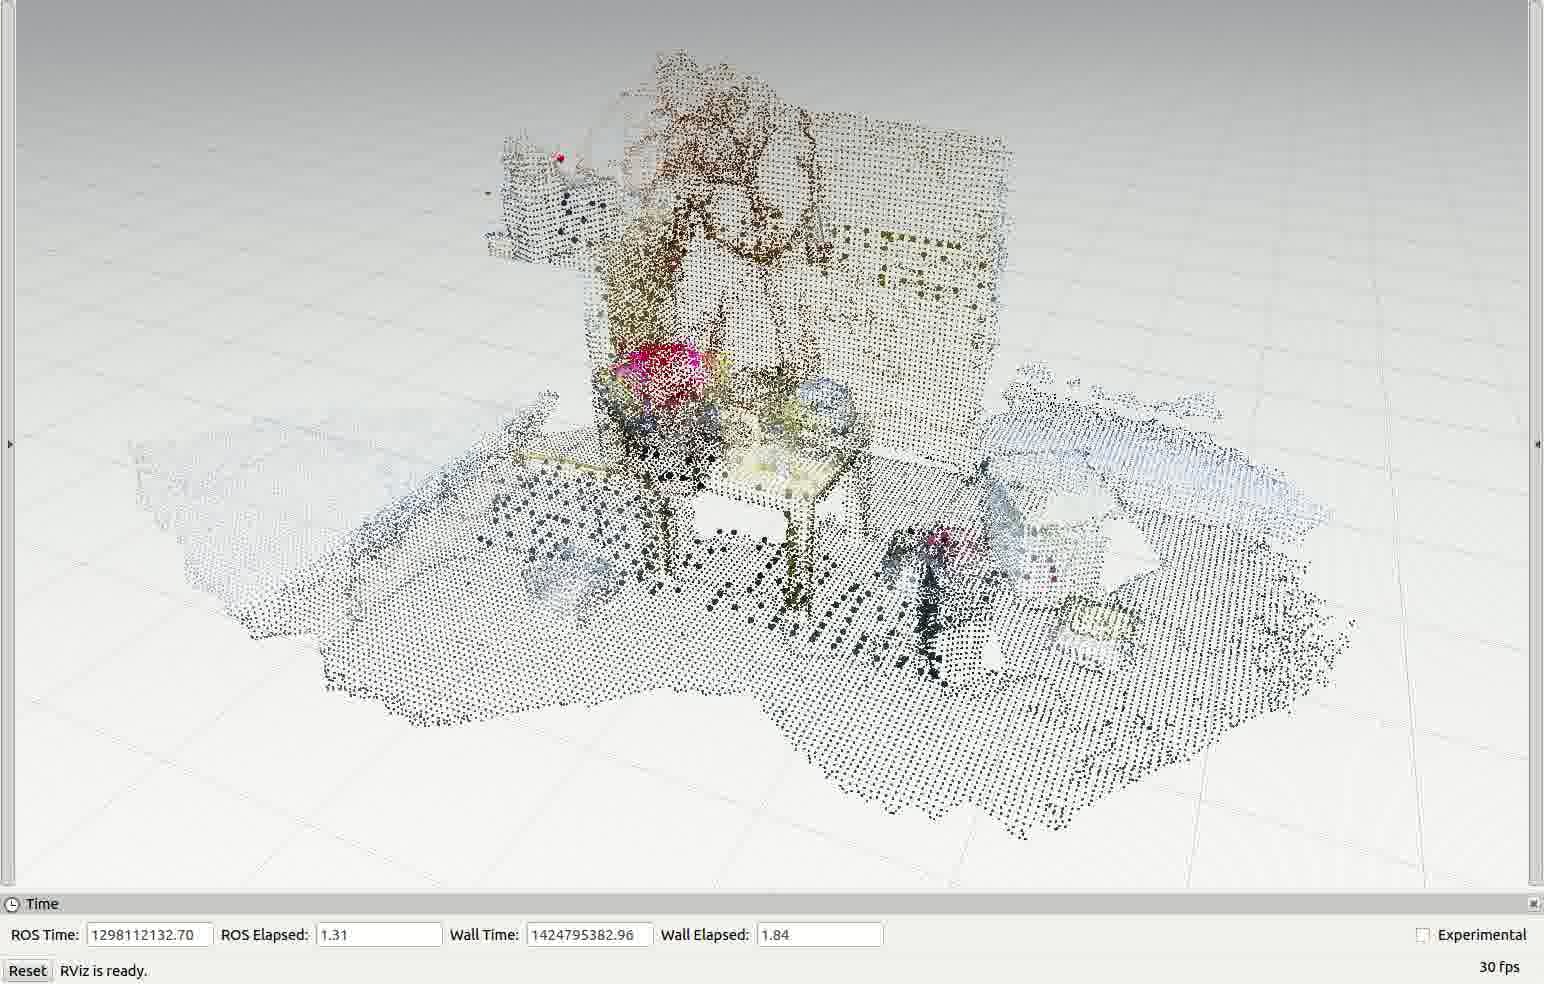 Time
ROS Time: 1298112132.70 ROS Elapsed: 1.31 Wall Time: 1424795382.96 Wall Elapsed: 1.84 Experimental
Reset RViz is ready. 30 fps